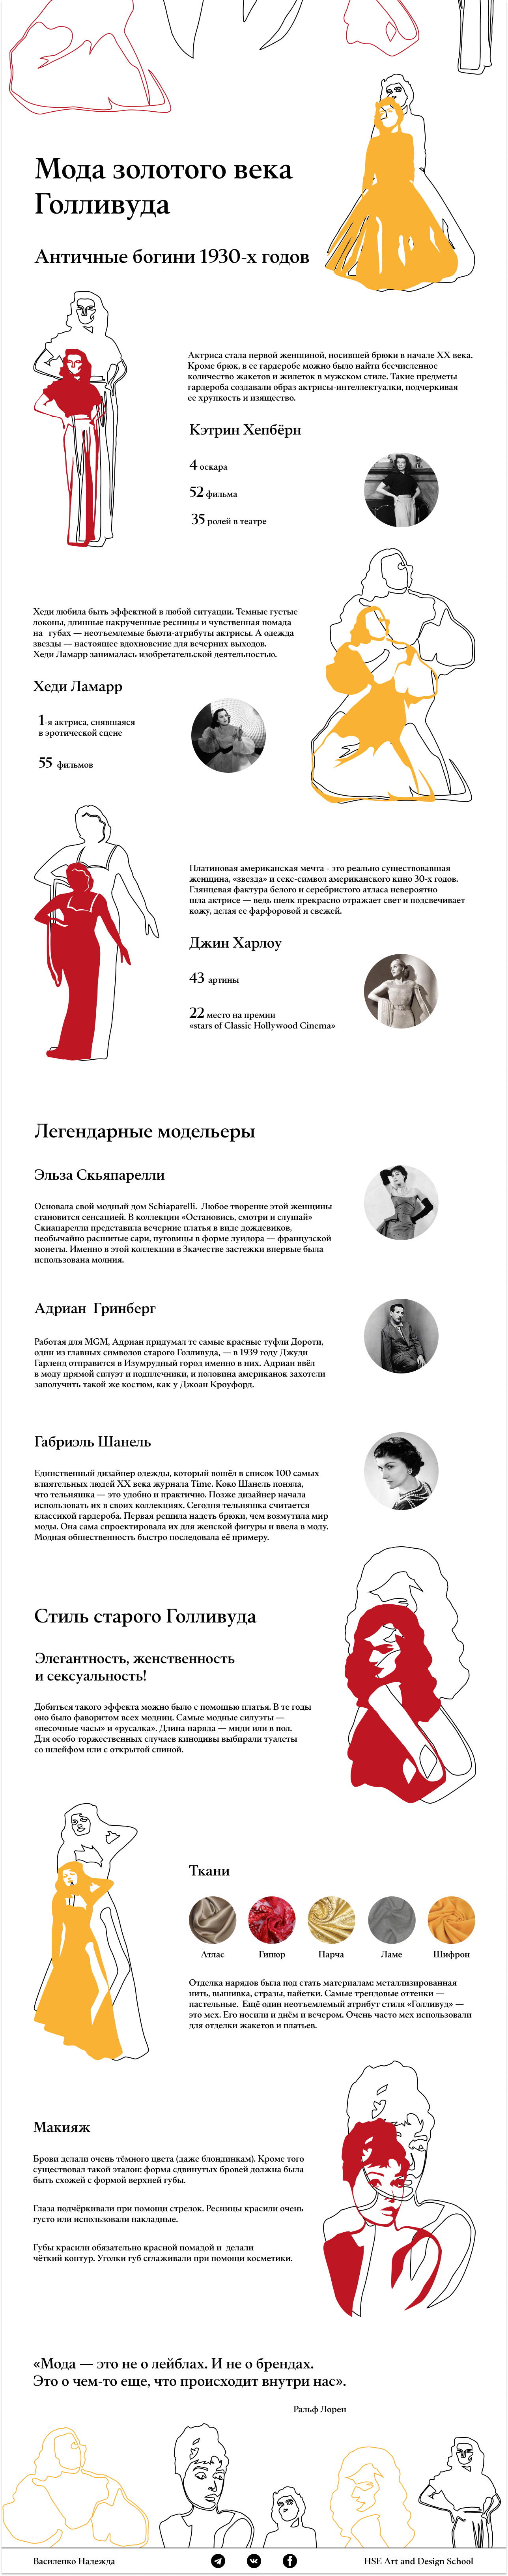 Мода золотого века
Голливуда
Античные богини 1930-х годов
Актриса стала первой женщиной, носившей брюки в начале XX века.
Кроме брюк, в ее гардеробе можно было найти бесчисленное
количество жакетов и жилеток в мужском стиле. Такие предметы
гардероба создавали образ актрисы-интеллектуалки, подчеркивая
ее хрупкость и изящество.
Кэтрин Хепбёрн
4 оскара
52 фильма
35 ролей в театре
Хеди любила быть эффектной в любой ситуации. Темные густые
локоны, длинные накрученные ресницы и чувственная помада
на губах — неотъемлемые бьюти-атрибуты актрисы. А одежда
звезды — настоящее вдохновение для вечерних выходов.
Хеди Ламарр занималась изобретательской деятельностью.
Хеди Ламарр
1-я актриса, снявшаяся
в эротической сцене
55 фильмов
Платиновая американская мечта - это реально существовавшая
женщина, «звезда» и секс-символ американского кино 30-х годов.
Глянцевая фактура белого и серебристого атласа невероятно
шла актрисе — ведь шелк прекрасно отражает свет и подсвечивает
кожу, делая ее фарфоровой и свежей.
Джин Харлоу
43 артины
22 место на премии
«stars of Classic Hollywood Cinema»
Легендарные модельеры
Эльза Скьяпарелли
Основала свой модный дом Schiaparelli. Любое творение этой женщины
становится сенсацией. В коллекции «Остановись, смотри и слушай»
Скиапарелли представила вечерние платья в виде дождевиков,
необычайно расшитые сари, пуговицы в форме луидора — французской
монеты. Именно в этой коллекции в 3качестве застежки впервые была
использована молния.
Адриан Гринберг
Работая для MGM, Адриан придумал те самые красные туфли Дороти,
один из главных символов старого Голливуда, — в 1939 году Джуди
Гарленд отправится в Изумрудный город именно в них. Адриан ввёл
в моду прямой силуэт и подплечники, и половина американок захотели
заполучить такой же костюм, как у Джоан Кроуфорд.
Габриэль Шанель
Единственный дизайнер одежды, который вошёл в список 100 самых
влиятельных людей XX века журнала Time. Коко Шанель поняла,
что тельняшка — это удобно и практично. Позже дизайнер начала
использовать их в своих коллекциях. Сегодня тельняшка считается
классикой гардероба. Первая решила надеть брюки, чем возмутила мир
моды. Она сама спроектировала их для женской фигуры и ввела в моду.
Модная общественность быстро последовала её примеру.
Стиль старого Голливуда
Элегантность, женственность
и сексуальность!
Добиться такого эффекта можно было с помощью платья. В те годы
оно было фаворитом всех модниц. Самые модные силуэты —
«песочные часы» и «русалка». Длина наряда — миди или в пол.
Для особо торжественных случаев кинодивы выбирали туалеты
со шлейфом или с открытой спиной.
Ткани
Атлас Гипюр Парча Ламе Шифрон
Отделка нарядов была под стать материалам: металлизированная
нить, вышивка, стразы, пайетки. Самые трендовые оттенки —
пастельные. Ещё один неотъемлемый атрибут стиля «Голливуд» —
это мех. Его носили и днём и вечером. Очень часто мех использовали
для отделки жакетов и платьев.
Макияж
Брови делали очень тёмного цвета (даже блондинкам). Кроме того
существовал такой эталон: форма сдвинутых бровей должна была
быть схожей с формой верхней губы.
Глаза подчёркивали при помощи стрелок. Ресницы красили очень
густо или использовали накладные.
Губы красили обязательно красной помадой и делали
чёткий контур. Уголки губ сглаживали при помощи косметики.
«Мода — это не о лейблах. И не о брендах.
Это о чем-то еще, что происходит внутри нас».
Ральф Лорен
Василенко Надежда
HSE Art and Design School